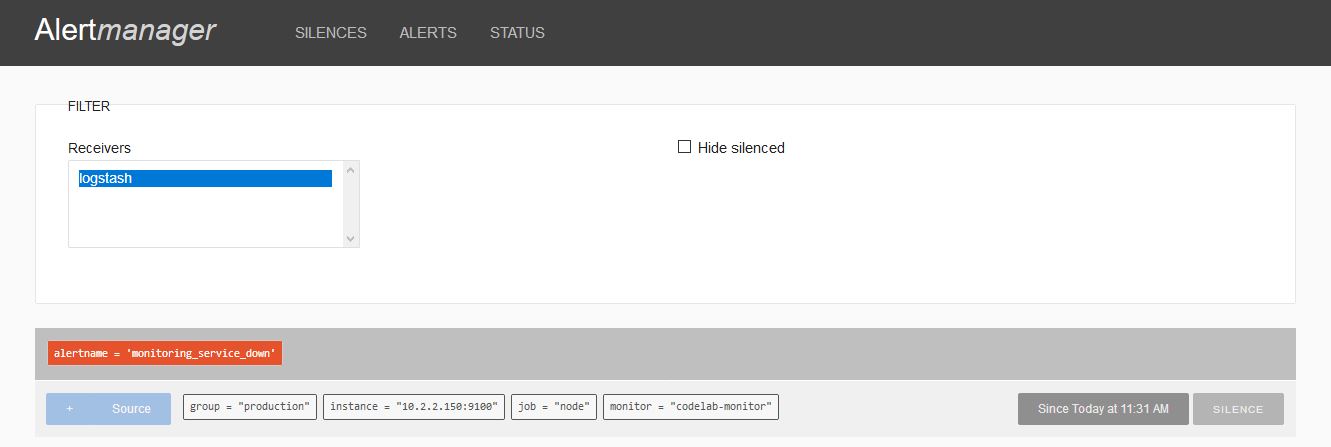 Alertmanager SILENCES ALERTS STATUS
FILTER
Receivers
Hide silenced
logstash
alertname = 'monitoring_service_down'
+ Source group = "production" instance = "10.2.2.150:9100" job = "node" monitor = "codelab-monitor" Since Today at 11:31 AM SILENCE